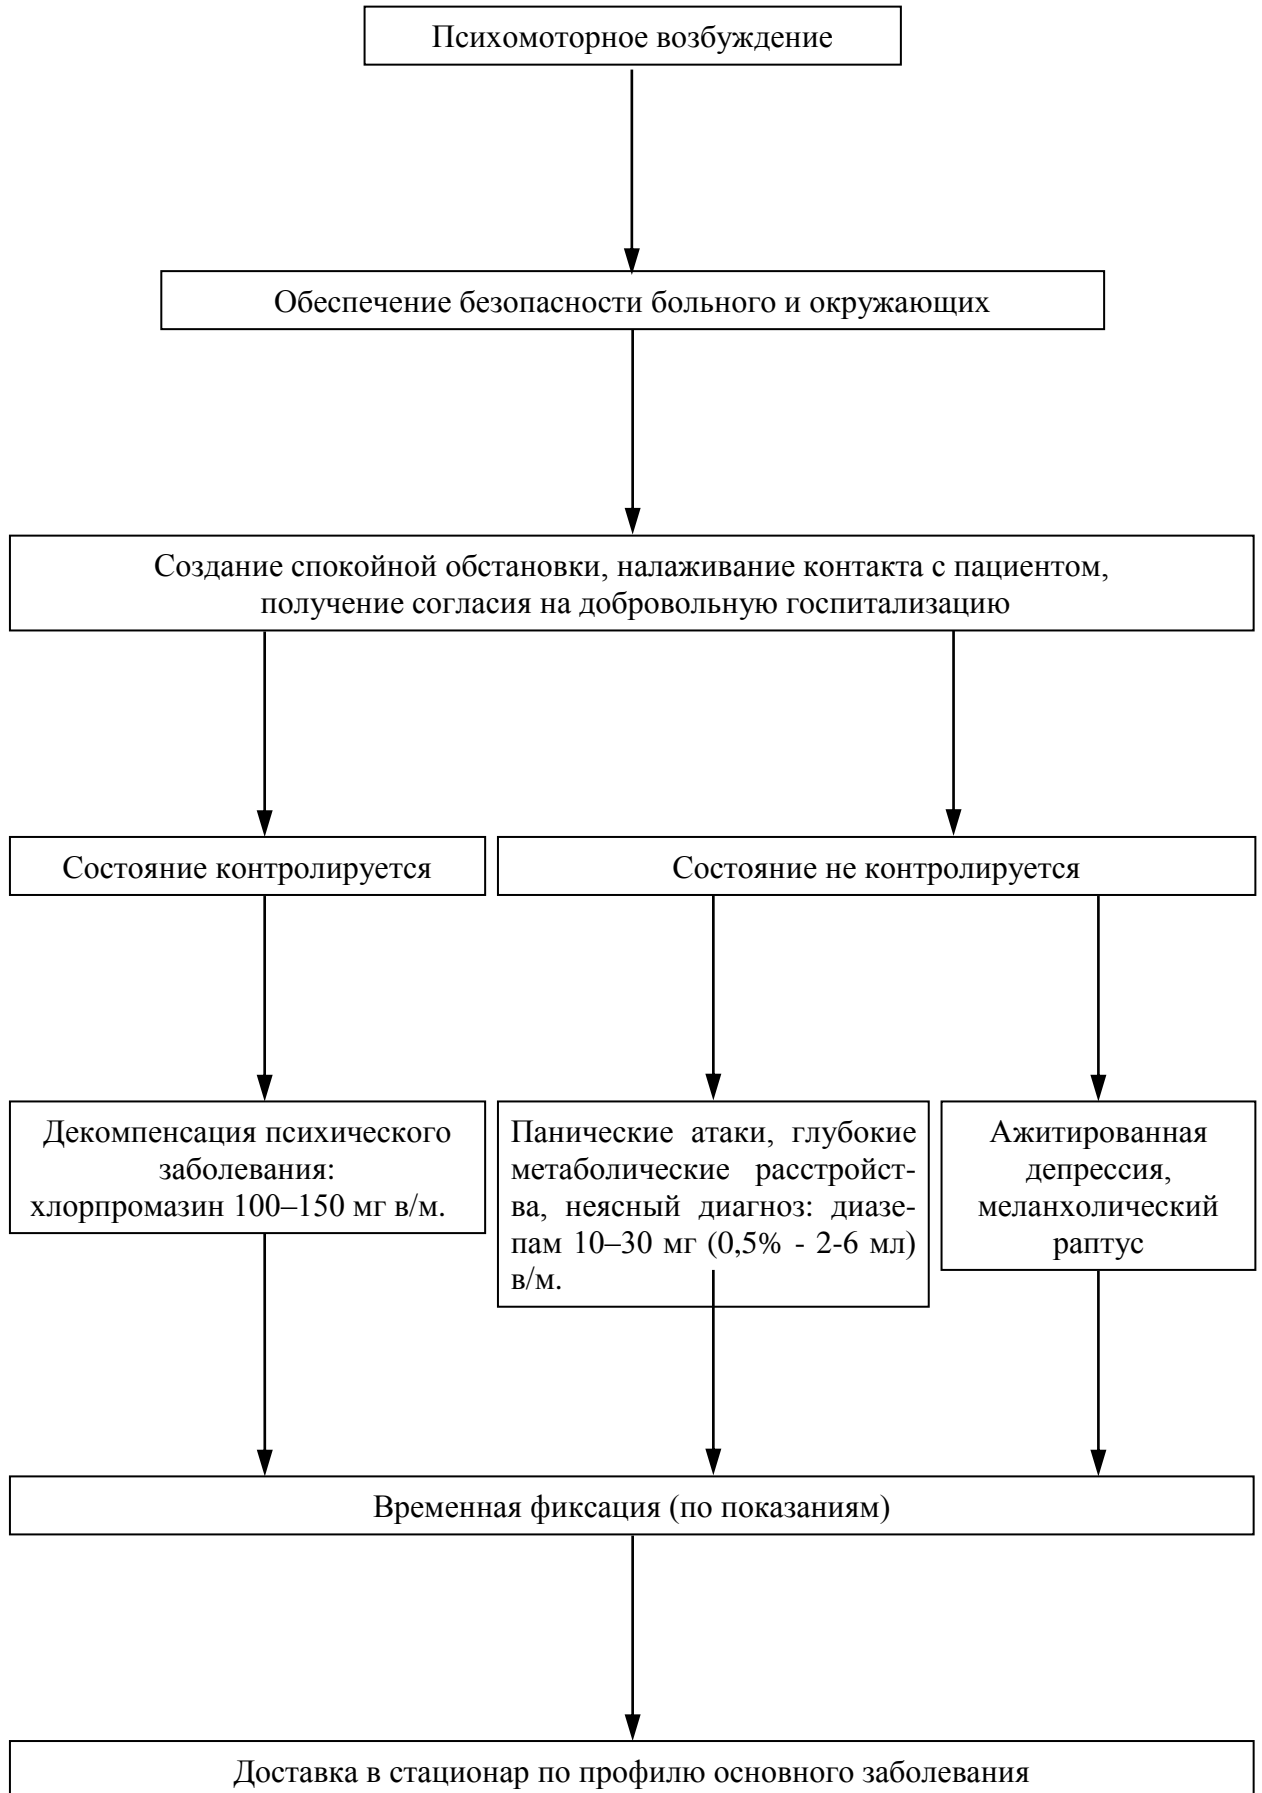 Психомоторное возбуждение
Обеспечение безопасности больного и окружающих
Создание спокойной обстановки, налаживание контакта с пациентом,
получение согласия на добровольную госпитализацию
Состояние контролируется
Состояние не контролируется
Декомпенсация психического
заболевания:
хлорпромазин 100–150 мг в/м.
Панические атаки, глубокие
метаболические расстройст-
ва, неясный диагноз: диазе-
пам 10–30 мг (0,5% - 2-6 мл)
в/м.
Ажитированная
депрессия,
меланхолический
раптус
Временная фиксация (по показаниям)
Доставка в стационар по профилю основного заболевания